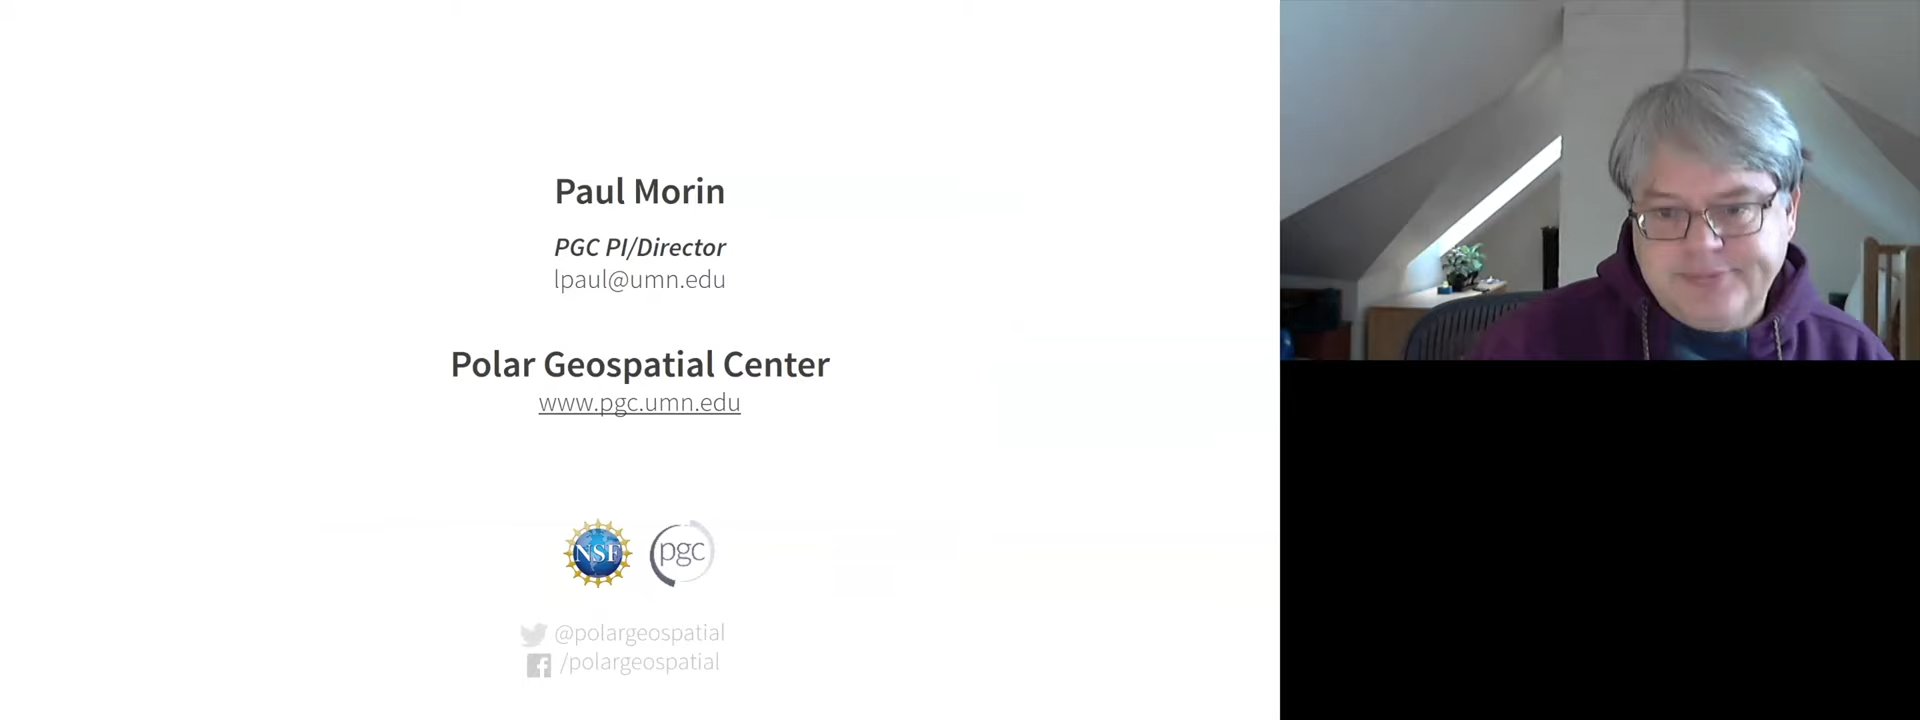 Paul Morin
PGC PI/Director
lpaul@umn.edu
Polar Geospatial Center
www.pgc.umn.edu
NSF
pgc
@polargeospatial
/polargeospatial